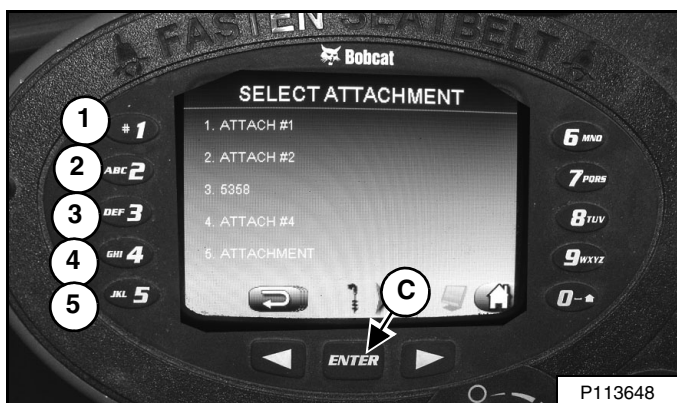 FASTEN SEATBELT
Bobcat
SELECT ATTACHMENT
1. ATTACH #1
2. ATTACH #2
3. 5358
4. ATTACH #4
5. ATTACHMENT
1
# 1
2
ABC 2
3
DEF 3
4
GHI 4
5
JKL 5
6 MNO
7 PQRS
8 TUV
9 WXYZ
0
C
ENTER
P113648